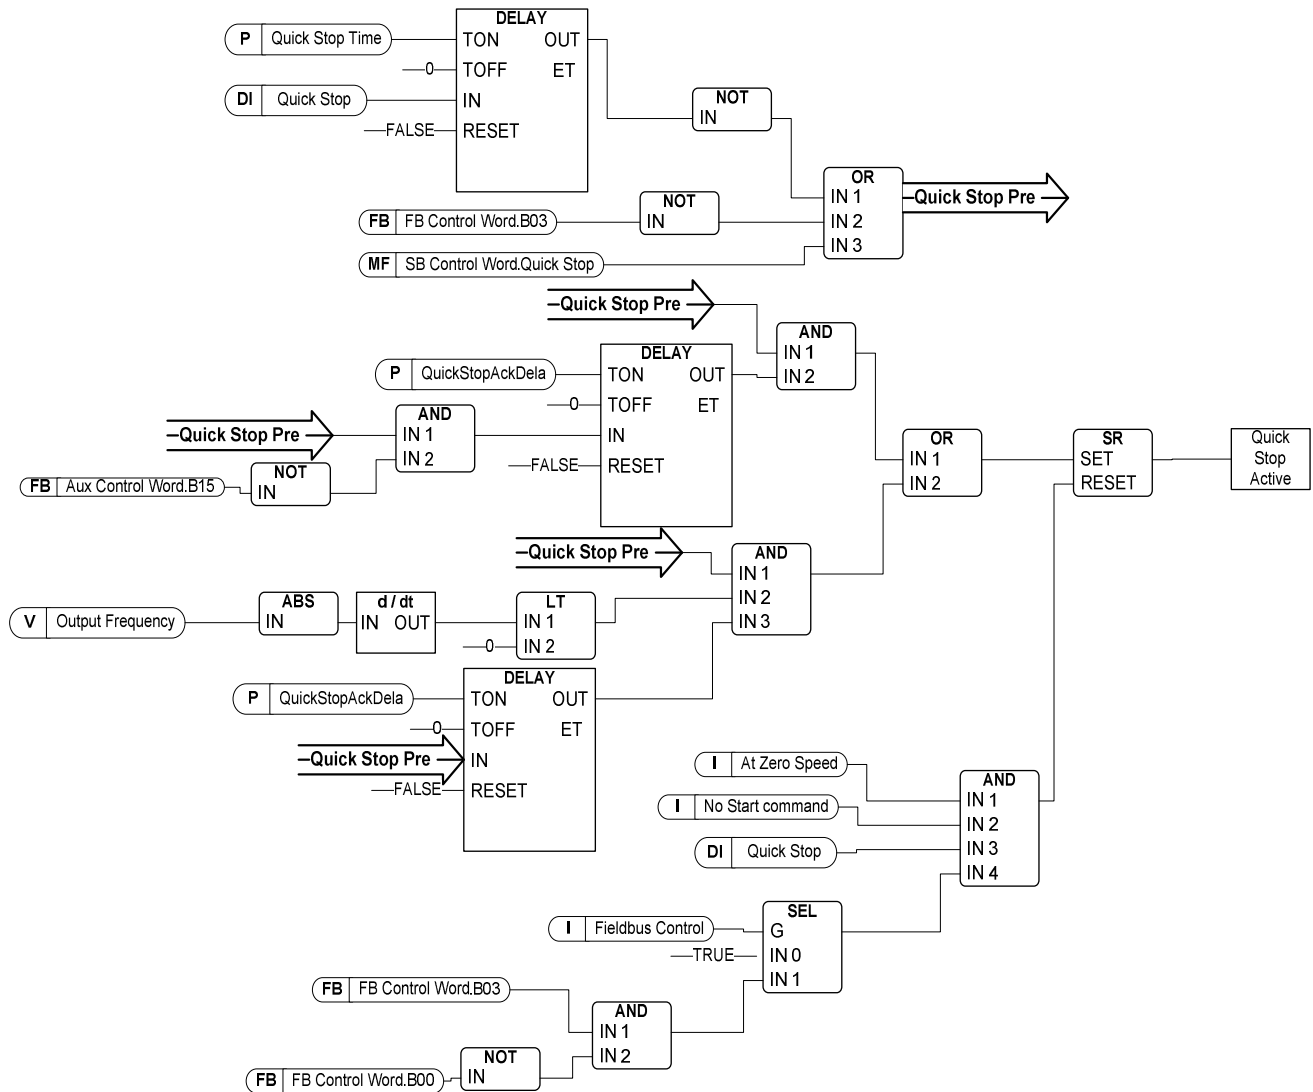 DELAY
P Quick Stop Time
TON OUT
0
TOFF ET
DI Quick Stop
IN
FALSE
RESET
NOT
IN
OR
IN 1
IN 2
IN 3
Quick Stop Pre
NOT
IN
FB FB Control Word.B03
MF SB Control Word.Quick Stop
Quick Stop Pre
AND
IN 1
IN 2
DELAY
P QuickStopAckDela
TON OUT
0
TOFF ET
IN
FALSE
RESET
Quick Stop Pre
AND
IN 1
IN 2
NOT
IN
FB Aux Control Word.B15
OR
IN 1
IN 2
SR
SET
RESET
Quick
Stop
Active
Quick Stop Pre
AND
IN 1
IN 2
IN 3
V Output Frequency
ABS
IN
d / dt
IN OUT
LT
IN 1
0
IN 2
DELAY
P QuickStopAckDela
TON OUT
0
TOFF ET
Quick Stop Pre
IN
FALSE
RESET
I At Zero Speed
I No Start command
DI Quick Stop
AND
IN 1
IN 2
IN 3
IN 4
SEL
I Fieldbus Control
G
TRUE
IN 0
IN 1
FB FB Control Word.B03
AND
IN 1
IN 2
NOT
IN
FB FB Control Word.B00